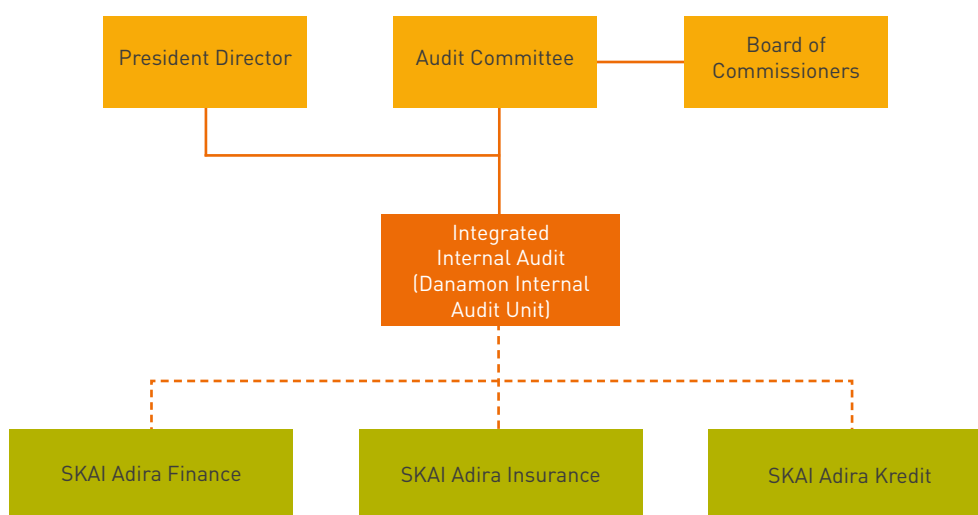 President Director
Audit Committee
Board of
Commissioners
Integrated
Internal Audit
(Danamon Internal
Audit Unit)
SKAI Adira Finance
SKAI Adira Insurance
SKAI Adira Kredit